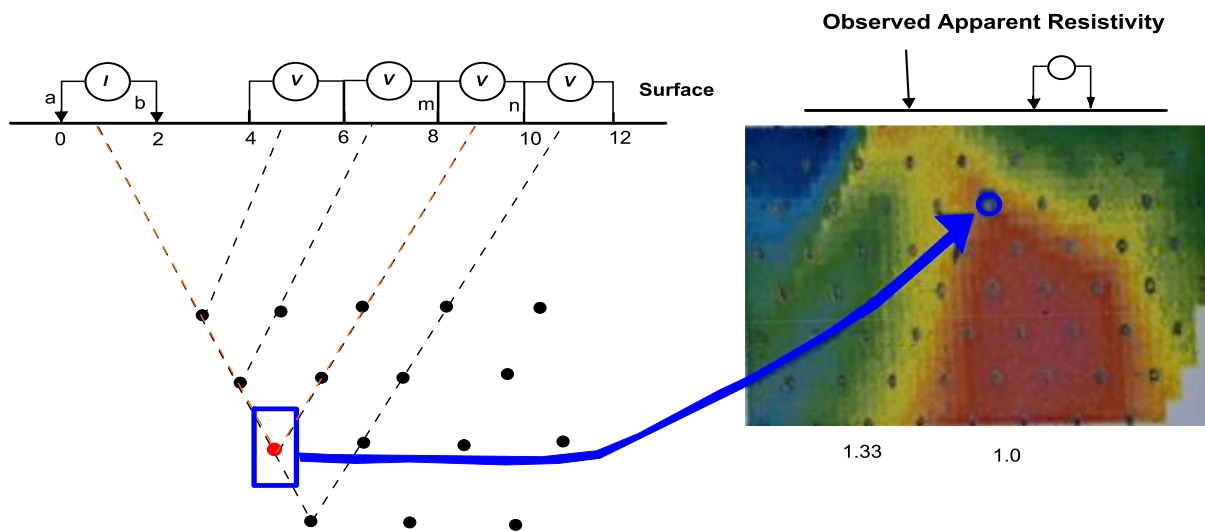 Observed Apparent Resistivity
I V V V V
Surface
a b m n
0 2 4 6 8 10 12
1.33 1.0